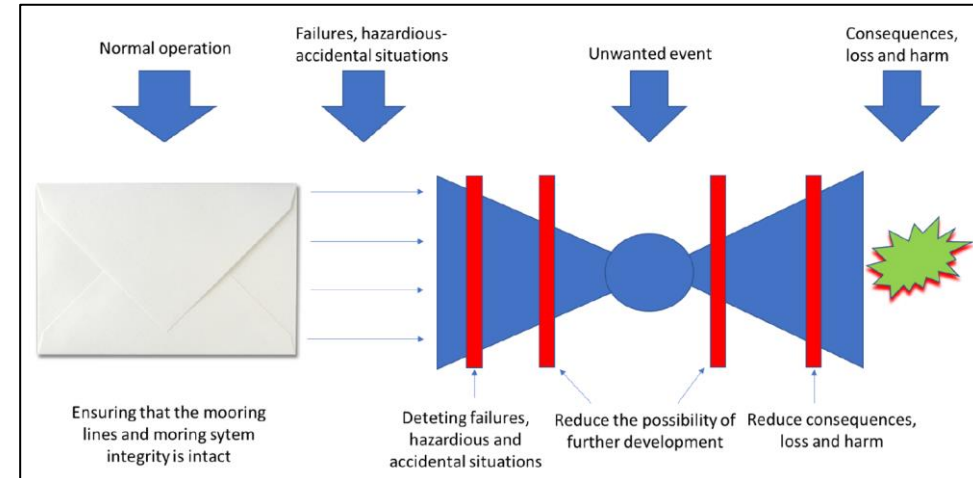 Normal operation
Failures, hazardious-
accidental situations
Unwanted event
Consequences,
loss and harm
Ensuring that the mooring
lines and moring sytem
integrity is intact
Deteting failures,
hazardious and
accidental situations
Reduce the possibility of
further development
Reduce consequences,
loss and harm